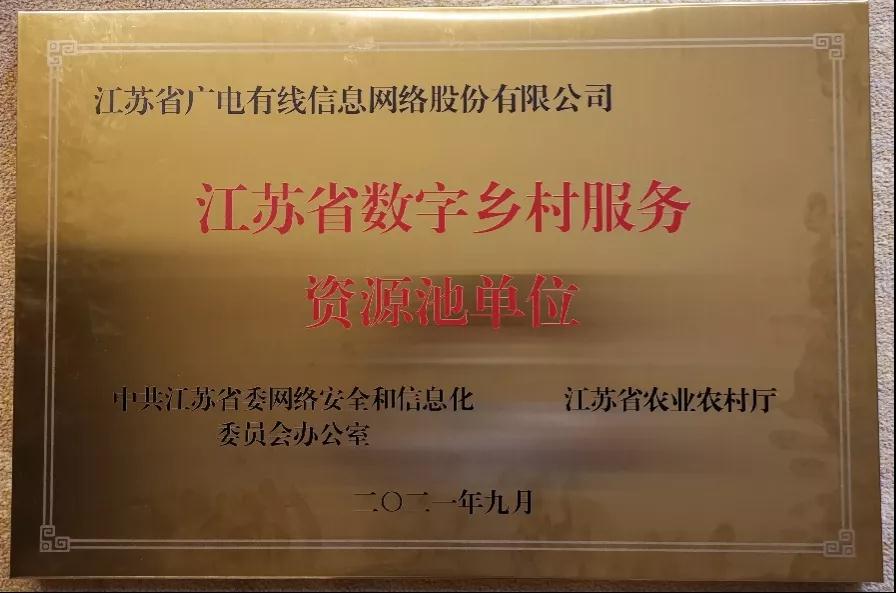 江苏省广电有线信息网络股份有限公司
江苏省数字乡村服务
资源池单位
中共江苏省委网络安全和信息化
委员会办公室
江苏省农业农村厅
二〇二一年九月